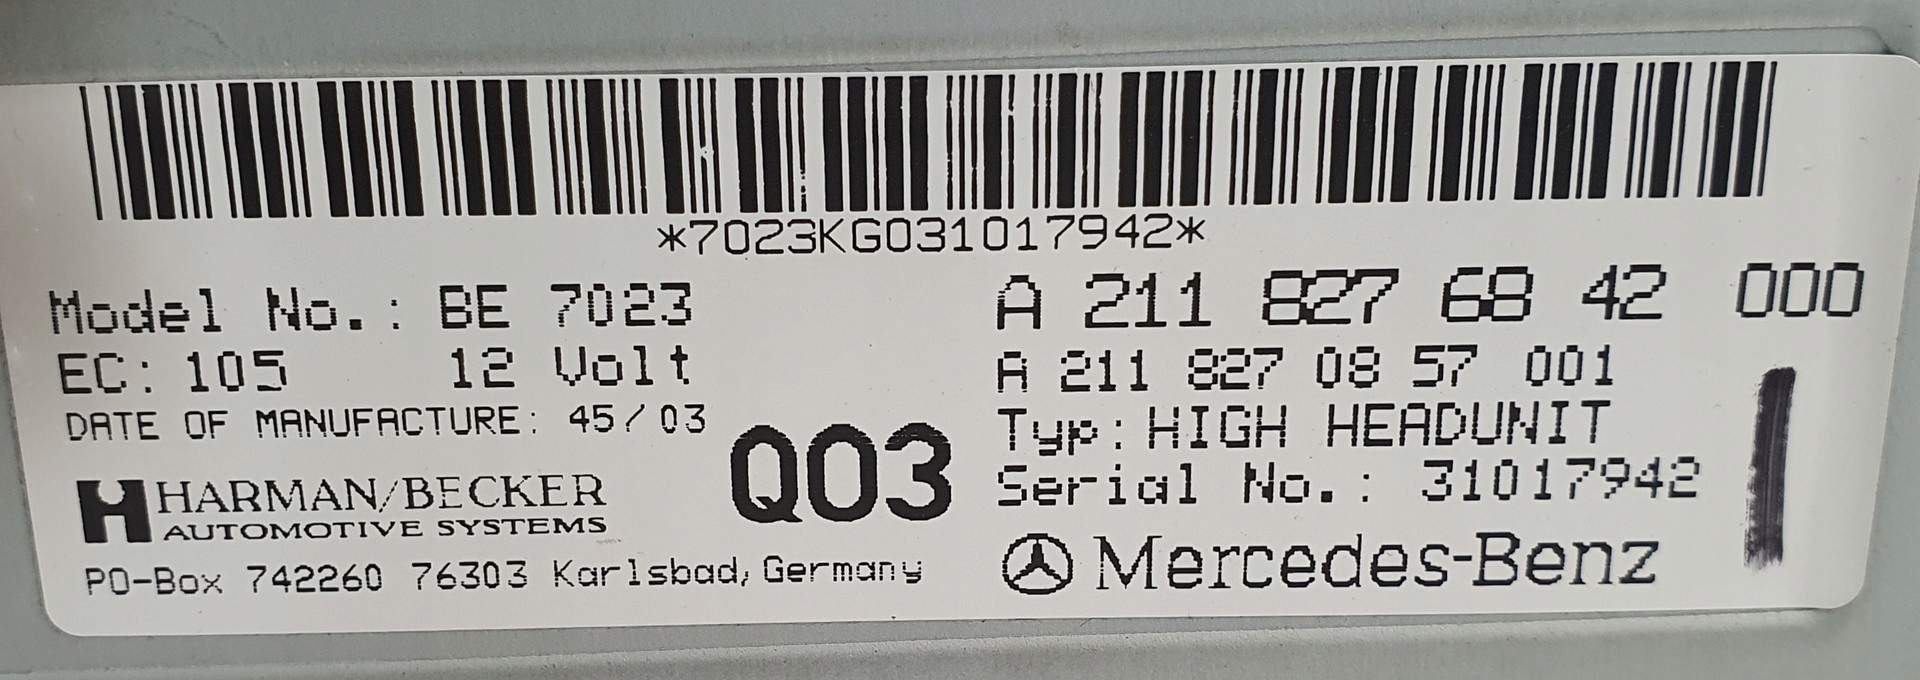 *7023KG031017942*
Model No.: BE 7023
EC: 105 12 Volt
DATE OF MANUFACTURE: 45/03
HARMAN/BECKER
AUTOMOTIVE SYSTEMS
PO-Box 742260 76303 Karlsbad, Germany
Q03
A 211 827 68 42 000
A 211 827 08 57 001
Typ: HIGH HEADUNIT
Serial No.: 31017942
Mercedes-Benz